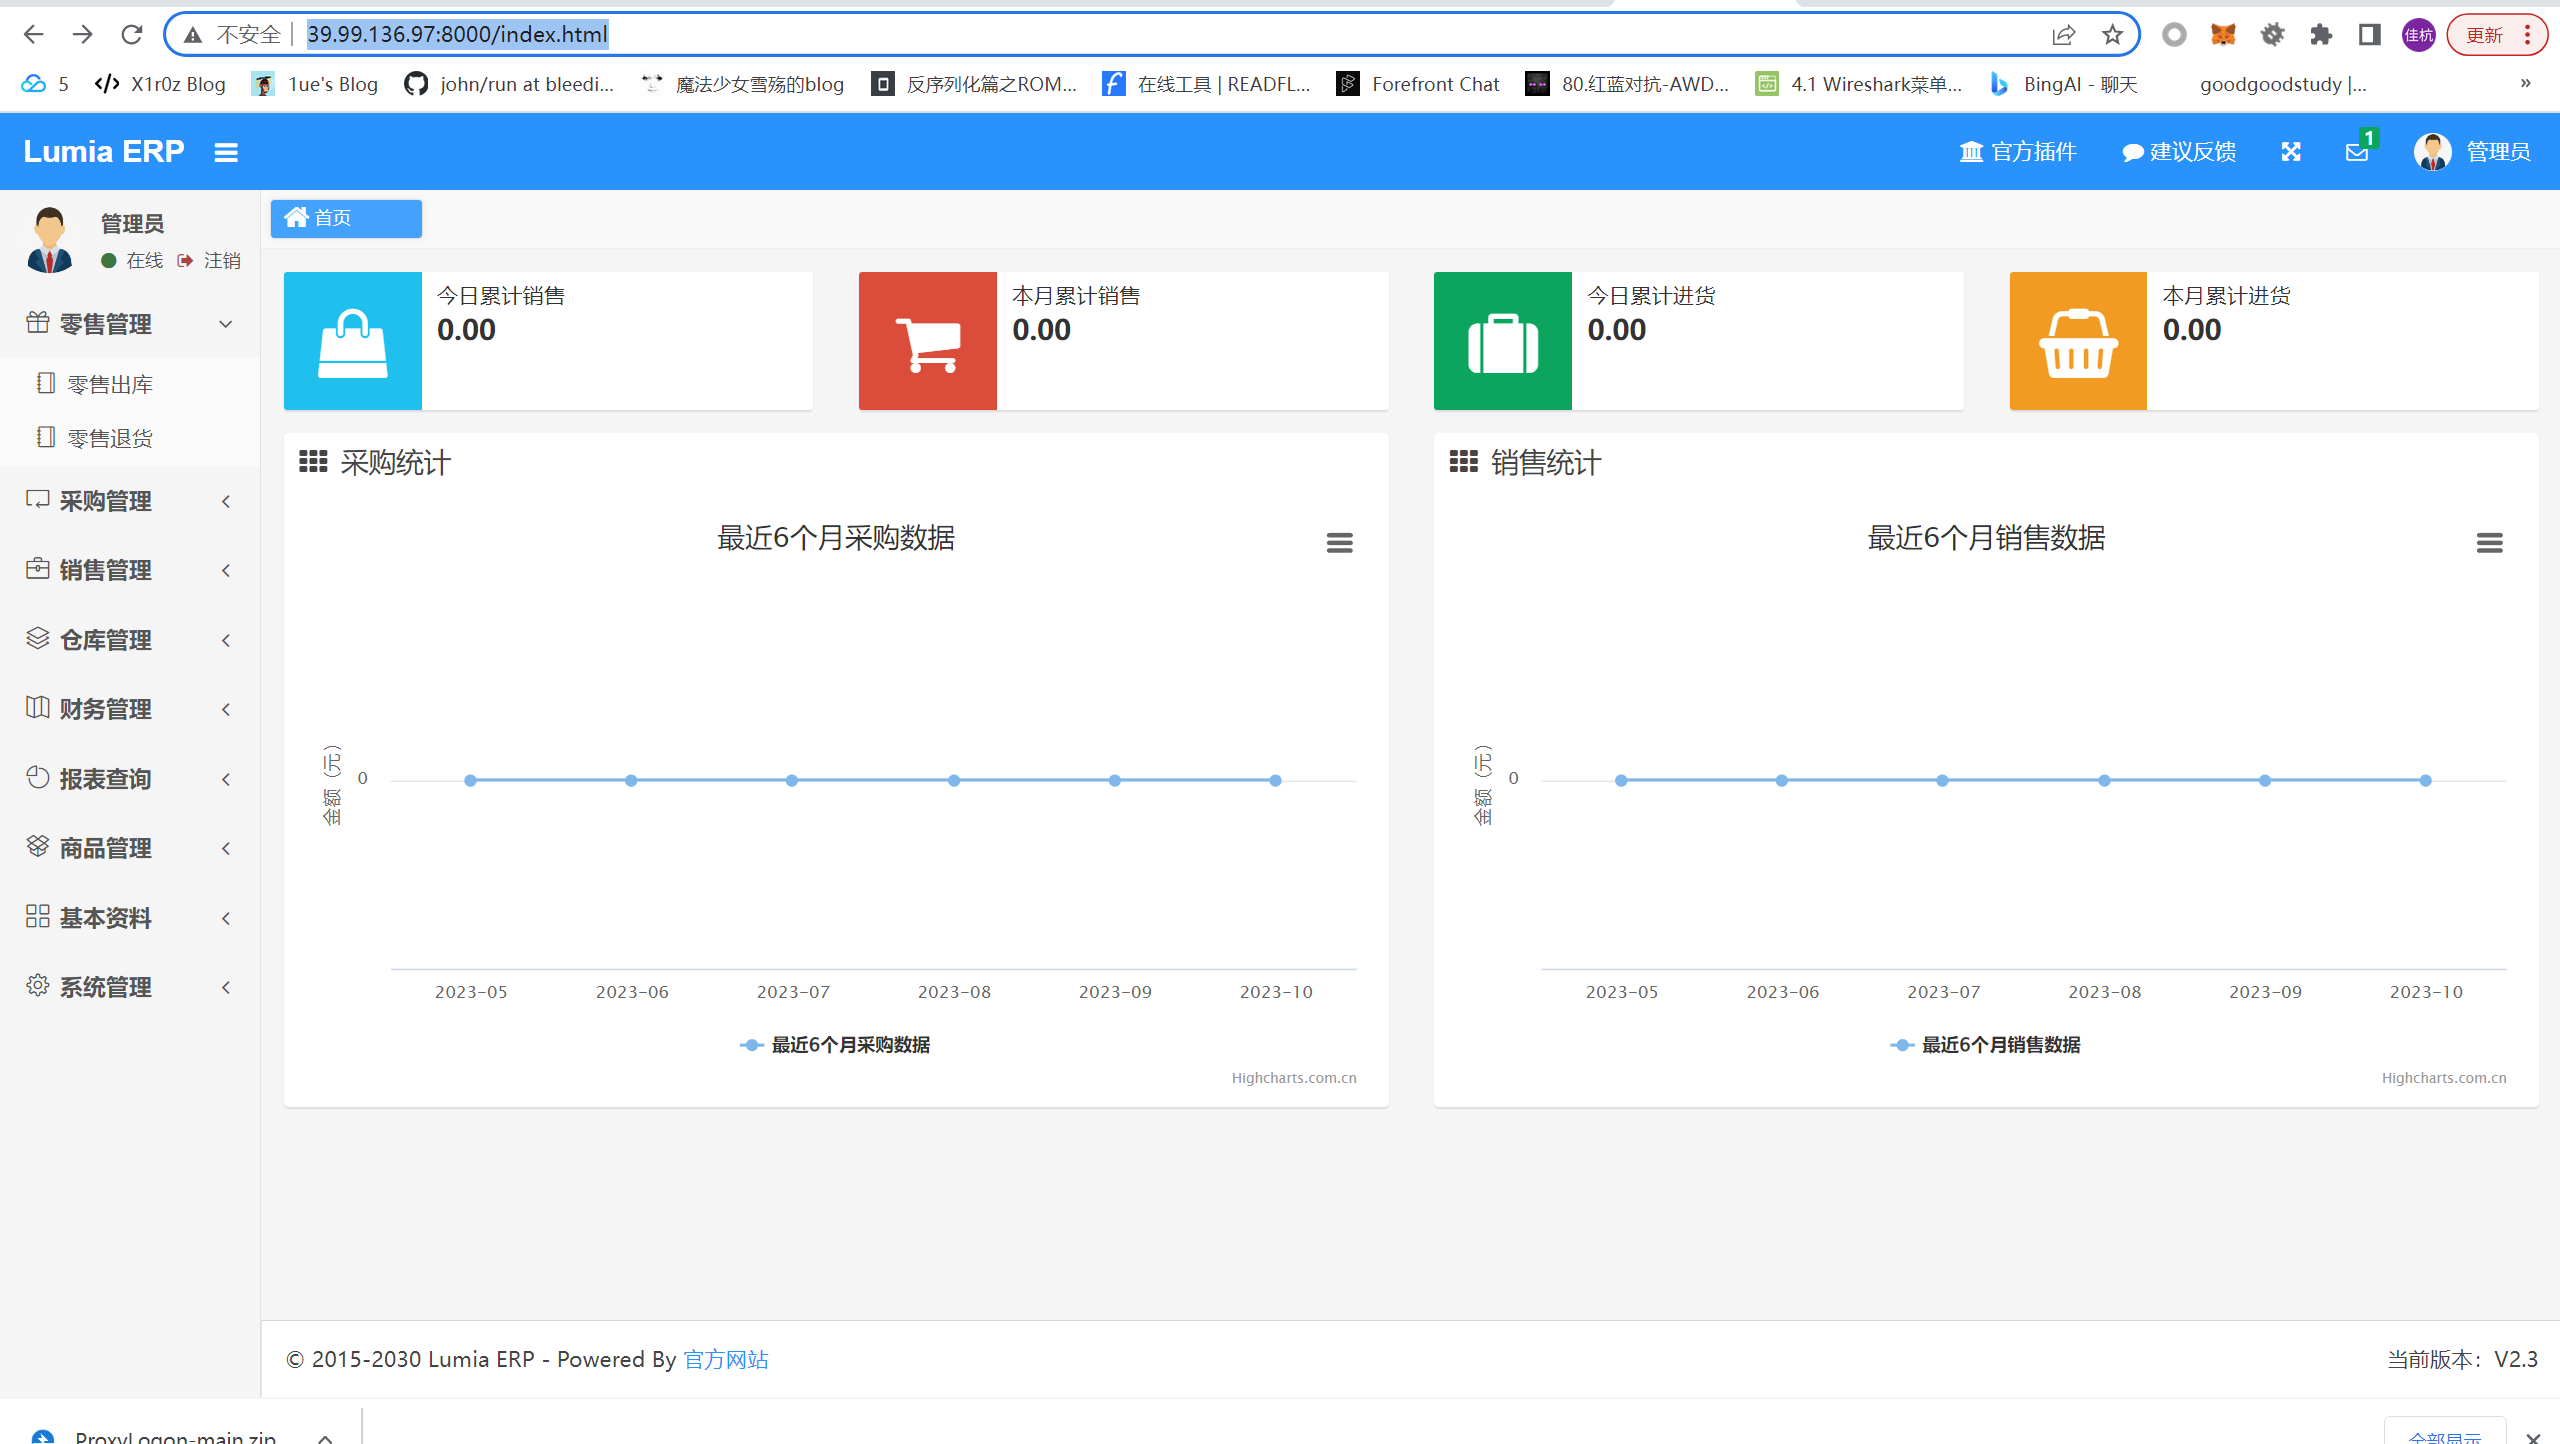 不安全 | 39.99.136.97:8000/index.html 佳杭 更新
5 X1r0z Blog 1ue's Blog john/run at bleedi... 魔法少女雪殇的blog 反序列化篇之ROM... 在线工具 | READFL... Forefront Chat 80.红蓝对抗-AWD... 4.1 Wireshark菜单... BingAI - 聊天 goodgoodstudy |... »
Lumia ERP 官方插件 建议反馈 1 管理员
管理员
在线 注销
首页
零售管理
零售出库
零售退货
采购管理
销售管理
仓库管理
财务管理
报表查询
商品管理
基本资料
系统管理
今日累计销售
0.00
本月累计销售
0.00
今日累计进货
0.00
本月累计进货
0.00
采购统计
最近6个月采购数据
金额（元）
0
2023-05 2023-06 2023-07 2023-08 2023-09 2023-10
最近6个月采购数据
Highcharts.com.cn
销售统计
最近6个月销售数据
金额（元）
0
2023-05 2023-06 2023-07 2023-08 2023-09 2023-10
最近6个月销售数据
Highcharts.com.cn
© 2015-2030 Lumia ERP - Powered By 官方网站 当前版本：V2.3
ProxyLogon-main.zip 全部显示